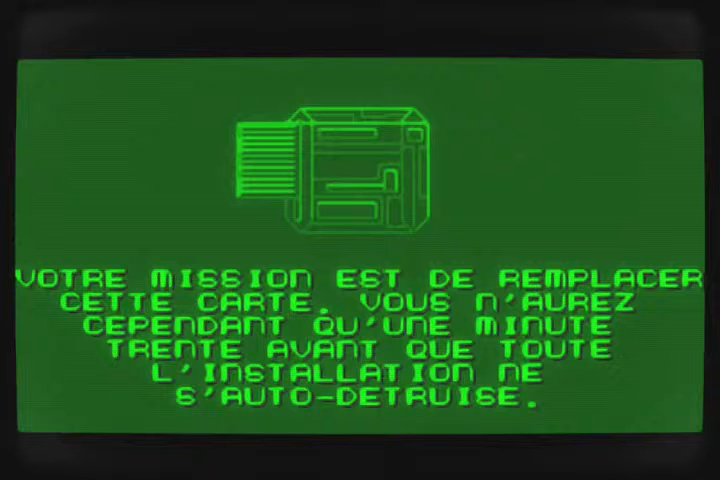 VOTRE MISSION EST DE REMPLACER
CETTE CARTE. VOUS N'AUREZ
CEPENDANT QU'UNE MINUTE
TRENTE AVANT QUE TOUTE
L'INSTALLATION NE
S'AUTO-DETRUISE.